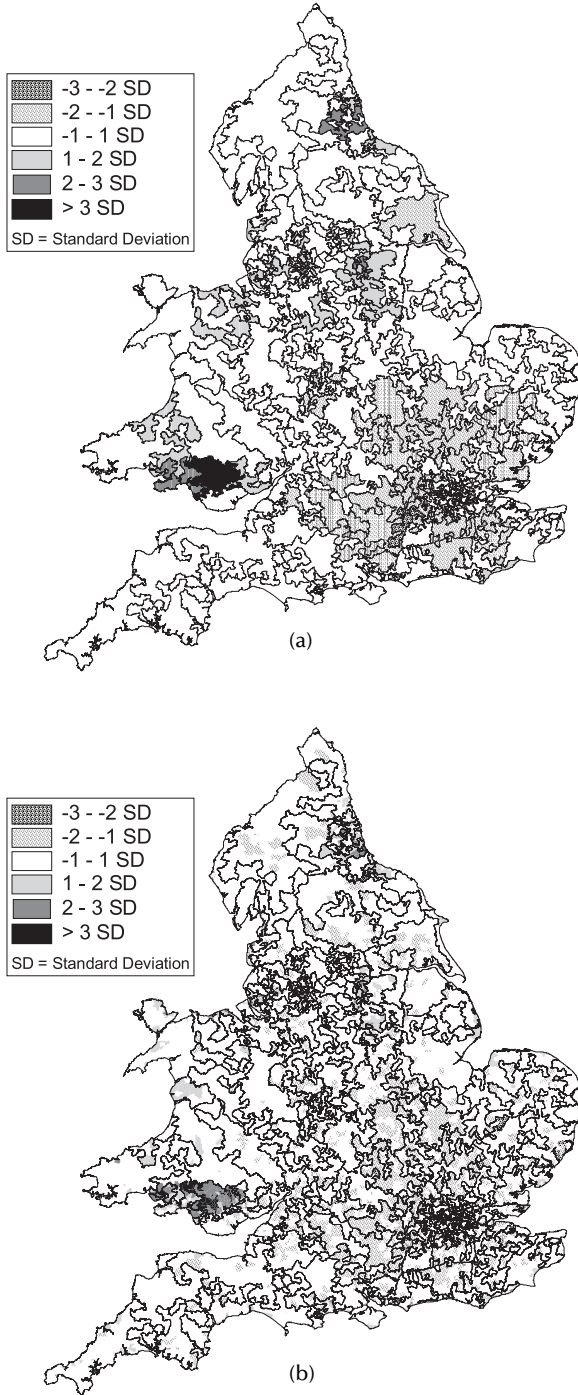 -3 - -2 SD
-2 - -1 SD
-1 - 1 SD
1 - 2 SD
2 - 3 SD
> 3 SD
SD = Standard Deviation
(a)
-3 - -2 SD
-2 - -1 SD
-1 - 1 SD
1 - 2 SD
2 - 3 SD
> 3 SD
SD = Standard Deviation
(b)